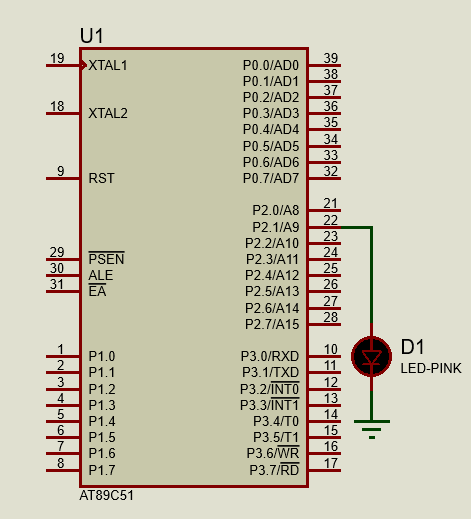 U1
19 XTAL1 P0.0/AD0 39
P0.1/AD1 38
P0.2/AD2 37
18 XTAL2 P0.3/AD3 36
P0.4/AD4 35
P0.5/AD5 34
P0.6/AD6 33
9 RST P0.7/AD7 32
P2.0/A8 21
P2.1/A9 22
P2.2/A10 23
29 PSEN P2.3/A11 24
30 ALE P2.4/A12 25
31 EA P2.5/A13 26
P2.6/A14 27
P2.7/A15 28
1 P1.0 P3.0/RXD 10
2 P1.1 P3.1/TXD 11
3 P1.2 P3.2/INT0 12
4 P1.3 P3.3/INT1 13
5 P1.4 P3.4/T0 14
6 P1.5 P3.5/T1 15
7 P1.6 P3.6/WR 16
8 P1.7 P3.7/RD 17
AT89C51
D1
LED-PINK